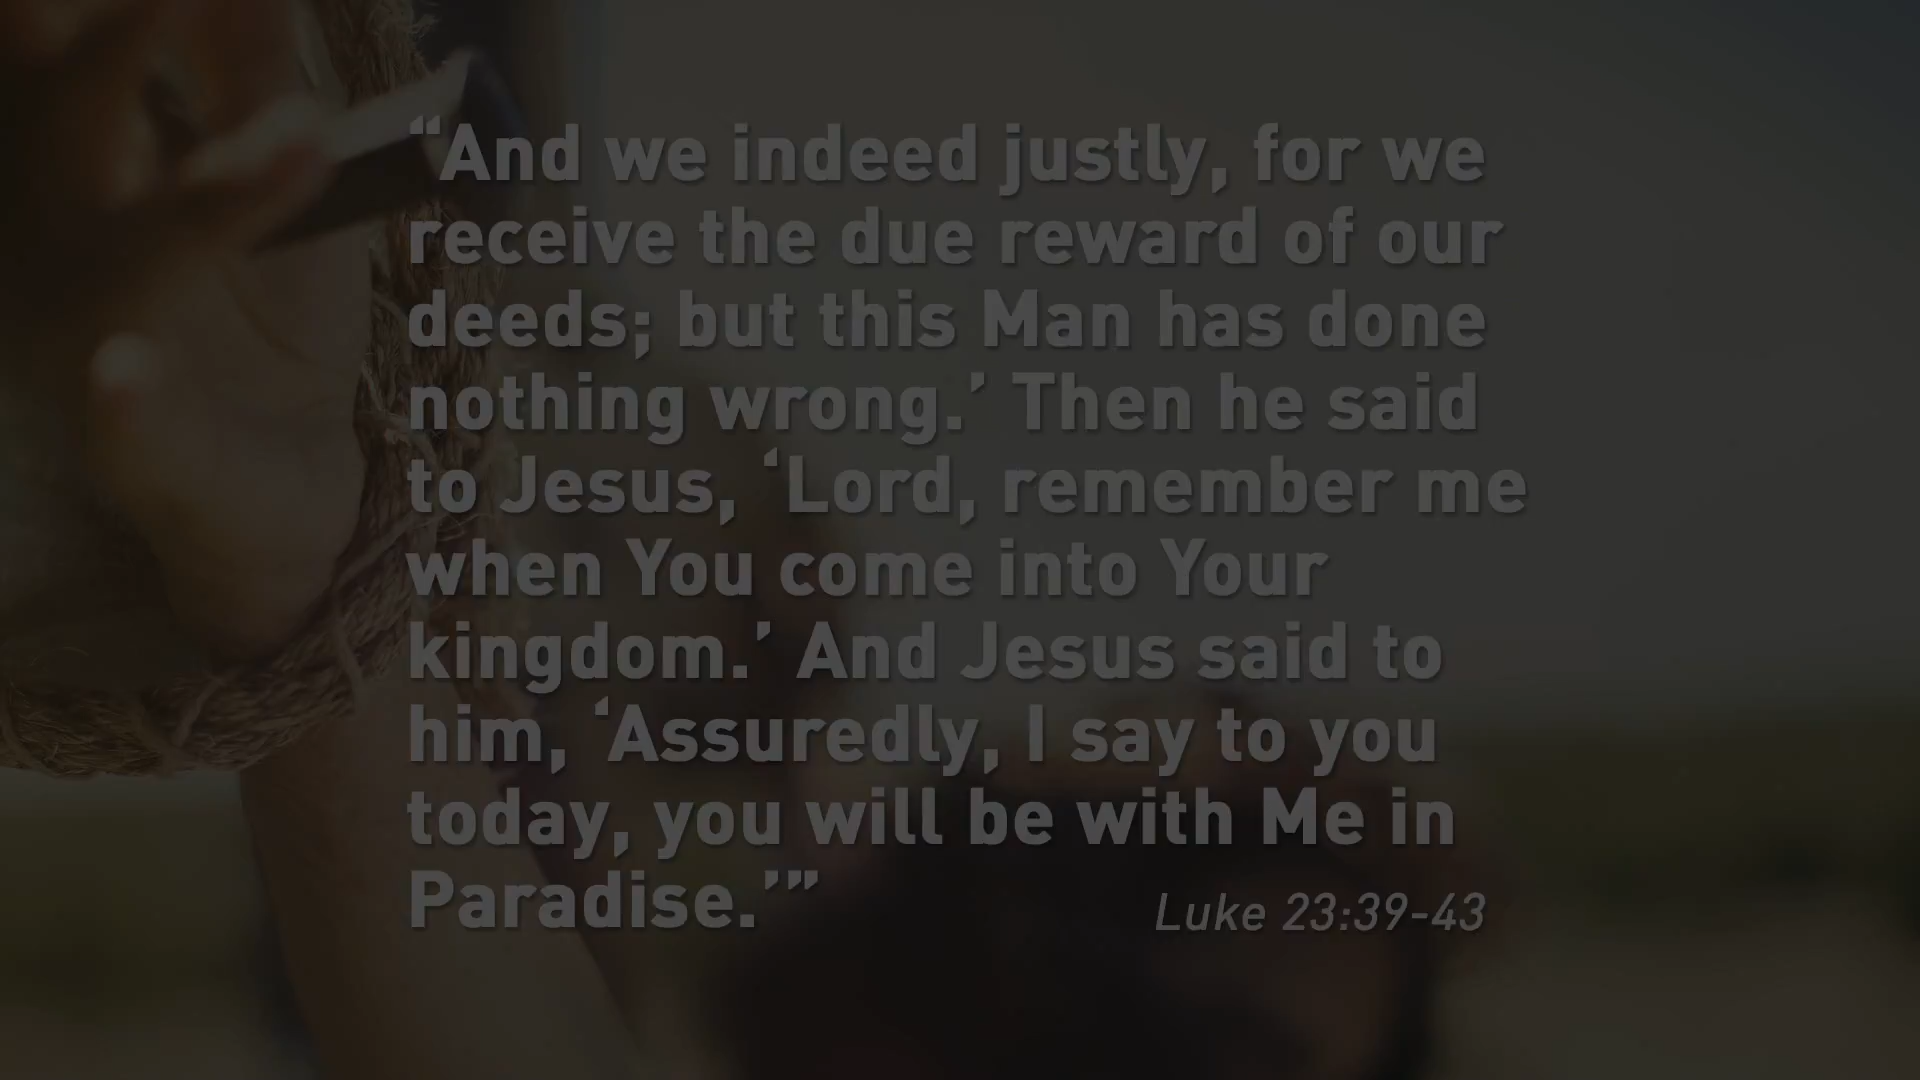 “And we indeed justly, for we
receive the due reward of our
deeds; but this Man has done
nothing wrong.’ Then he said
to Jesus, ‘Lord, remember me
when You come into Your
kingdom.’ And Jesus said to
him, ‘Assuredly, I say to you
today, you will be with Me in
Paradise.’”
Luke 23:39-43